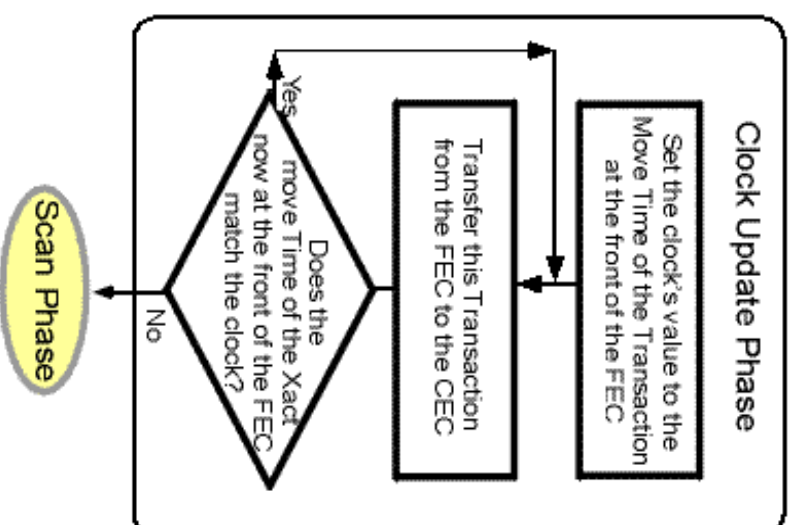 Clock Update Phase
Set the clock's value to the
Move Time of the Transaction
at the front of the FEC
Transfer this Transaction
from the FEC to the CEC
Does the
move Time of the Xact
now at the front of the FEC
match the clock?
Yes
No
Scan Phase